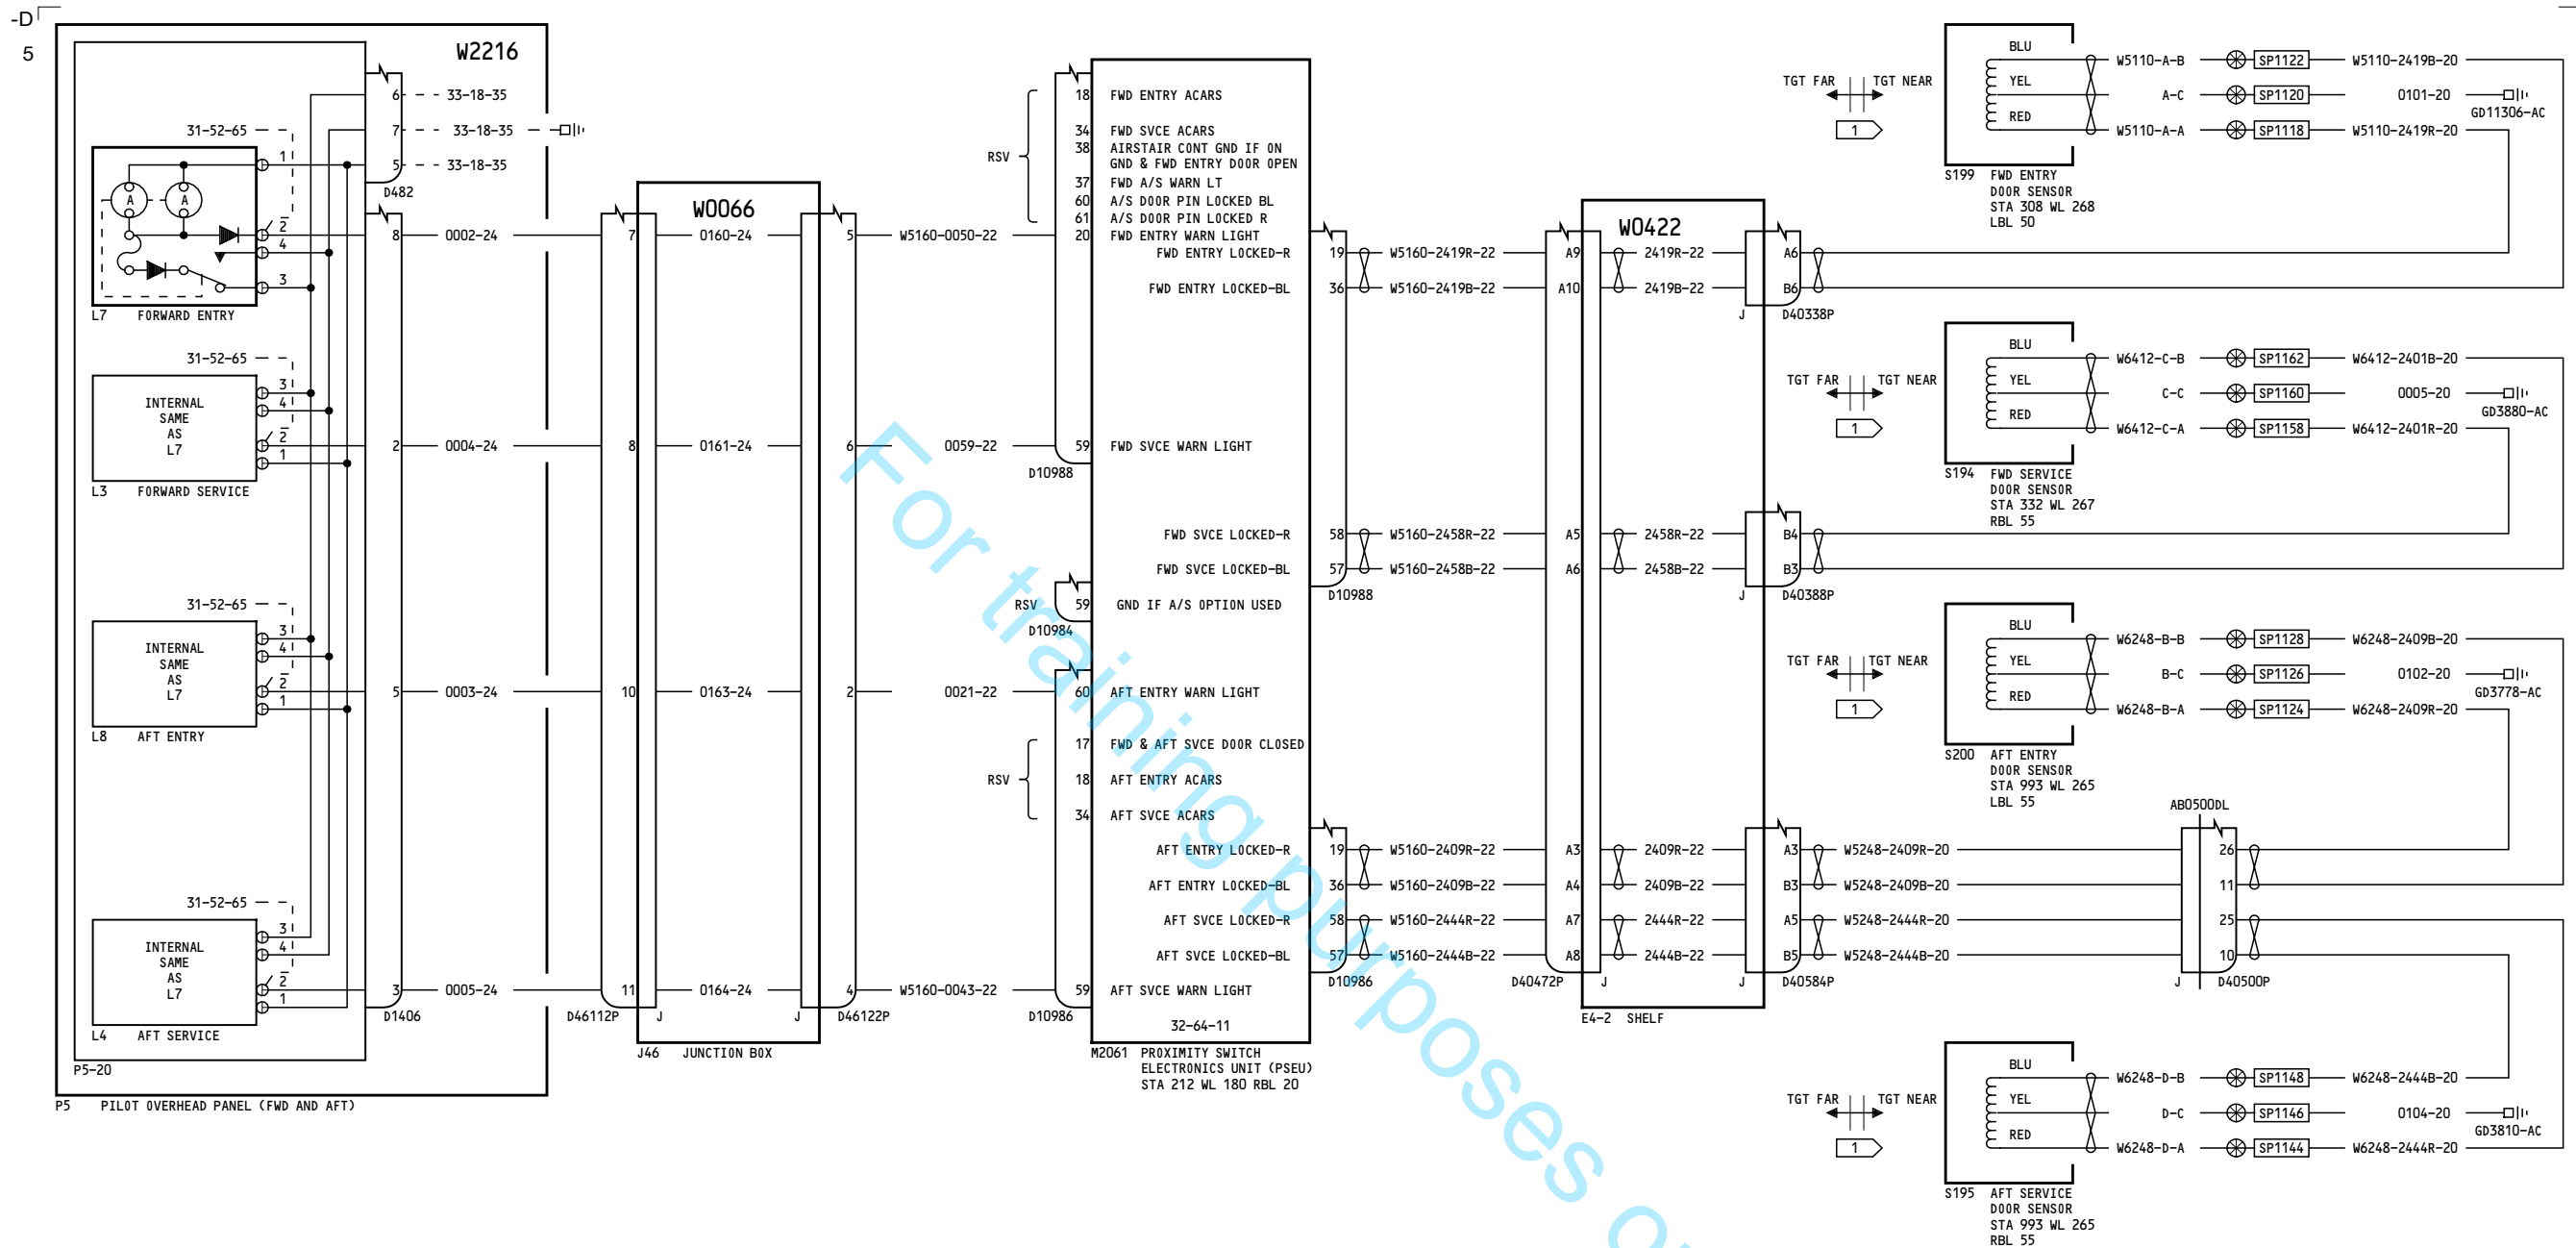 -D
5
W2216
6 33-18-35
7 33-18-35
5 33-18-35
D482
31-52-65
1
2
4
3
A A
L7 FORWARD ENTRY
8 0002-24
31-52-65
3
4
2
1
INTERNAL
SAME
AS
L7
L3 FORWARD SERVICE
2 0004-24
31-52-65
3
4
2
1
INTERNAL
SAME
AS
L7
L8 AFT ENTRY
5 0003-24
31-52-65
3
4
2
1
INTERNAL
SAME
AS
L7
L4 AFT SERVICE
3 0005-24
D1406
P5-20
P5 PILOT OVERHEAD PANEL (FWD AND AFT)
W0066
7 0160-24 5 W5160-0050-22
8 0161-24 6 0059-22
10 0163-24 2 0021-22
11 0164-24 4 W5160-0043-22
D46112P J J D46122P
J46 JUNCTION BOX
RSV
18 FWD ENTRY ACARS
34 FWD SVCE ACARS
38 AIRSTAIR CONT GND IF ON
GND & FWD ENTRY DOOR OPEN
37 FWD A/S WARN LT
60 A/S DOOR PIN LOCKED BL
61 A/S DOOR PIN LOCKED R
20 FWD ENTRY WARN LIGHT
FWD ENTRY LOCKED-R 19 W5160-2419R-22
FWD ENTRY LOCKED-BL 36 W5160-2419B-22
59 FWD SVCE WARN LIGHT
D10988
FWD SVCE LOCKED-R 58 W5160-2458R-22
FWD SVCE LOCKED-BL 57 W5160-2458B-22
D10988
RSV 59 GND IF A/S OPTION USED
D10984
60 AFT ENTRY WARN LIGHT
RSV
17 FWD & AFT SVCE DOOR CLOSED
18 AFT ENTRY ACARS
34 AFT SVCE ACARS
AFT ENTRY LOCKED-R 19 W5160-2409R-22
AFT ENTRY LOCKED-BL 36 W5160-2409B-22
AFT SVCE LOCKED-R 58 W5160-2444R-22
AFT SVCE LOCKED-BL 57 W5160-2444B-22
D10986
59 AFT SVCE WARN LIGHT
D10986
32-64-11
M2061 PROXIMITY SWITCH
ELECTRONICS UNIT (PSEU)
STA 212 WL 180 RBL 20
W0422
A9 2419R-22 A6
A10 2419B-22 B6
J D40338P
A5 2458R-22 B4
A6 2458B-22 B3
J D40388P
A3 2409R-22 A3 W5248-2409R-20 26
A4 2409B-22 B3 W5248-2409B-20 11
A7 2444R-22 A5 W5248-2444R-20 25
A8 2444B-22 B5 W5248-2444B-20 10
D40472P J J D40584P
E4-2 SHELF
AB0500DL
J D40500P
TGT FAR TGT NEAR
1
BLU W5110-A-B SP1122 W5110-2419B-20
YEL A-C SP1120 0101-20
GD11306-AC
RED W5110-A-A SP1118 W5110-2419R-20
S199 FWD ENTRY
DOOR SENSOR
STA 308 WL 268
LBL 50
TGT FAR TGT NEAR
1
BLU W6412-C-B SP1162 W6412-2401B-20
YEL C-C SP1160 0005-20
GD3880-AC
RED W6412-C-A SP1158 W6412-2401R-20
S194 FWD SERVICE
DOOR SENSOR
STA 332 WL 267
RBL 55
TGT FAR TGT NEAR
1
BLU W6248-B-B SP1128 W6248-2409B-20
YEL B-C SP1126 0102-20
GD3778-AC
RED W6248-B-A SP1124 W6248-2409R-20
S200 AFT ENTRY
DOOR SENSOR
STA 993 WL 265
LBL 55
TGT FAR TGT NEAR
1
BLU W6248-D-B SP1148 W6248-2444B-20
YEL D-C SP1146 0104-20
GD3810-AC
RED W6248-D-A SP1144 W6248-2444R-20
S195 AFT SERVICE
DOOR SENSOR
STA 993 WL 265
RBL 55
For training purposes